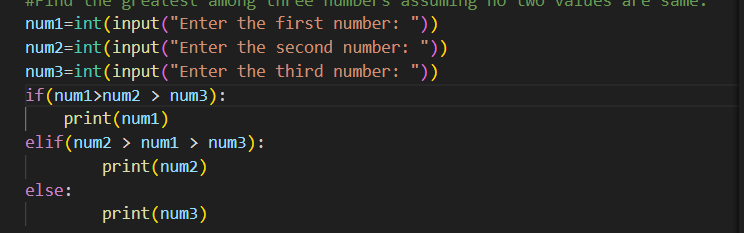 #Find the greatest among three numbers assuming no two values are same.
num1=int(input("Enter the first number: "))
num2=int(input("Enter the second number: "))
num3=int(input("Enter the third number: "))
if(num1>num2 > num3):
    print(num1)
elif(num2 > num1 > num3):
        print(num2)
else:
        print(num3)